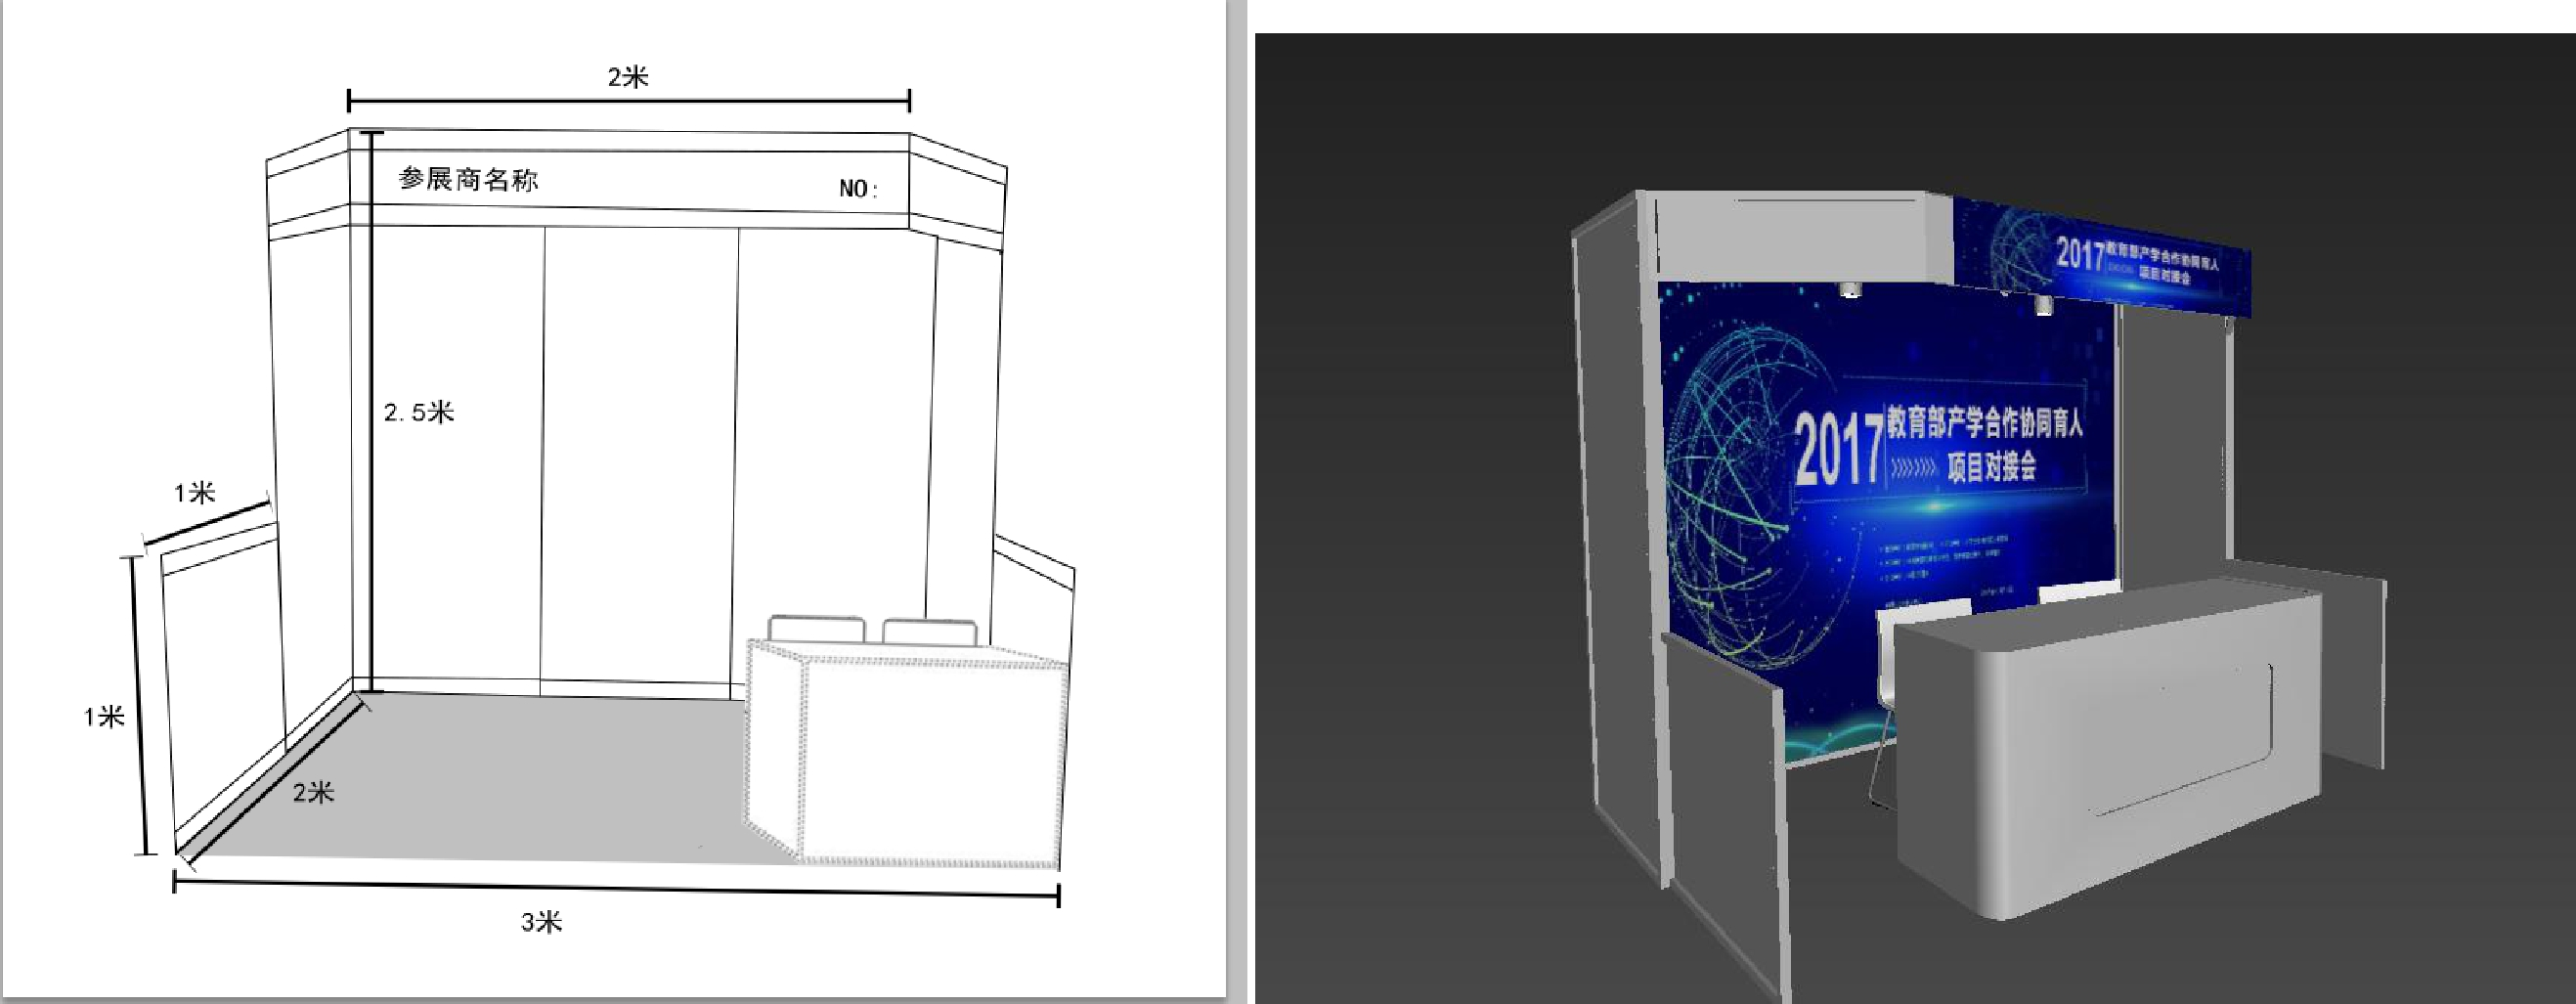 2米
参展商名称
NO:
2.5米
1米
1米
2米
3米
2017教育部产学合作协同育人
项目对接会
2017教育部产学合作协同育人
项目对接会